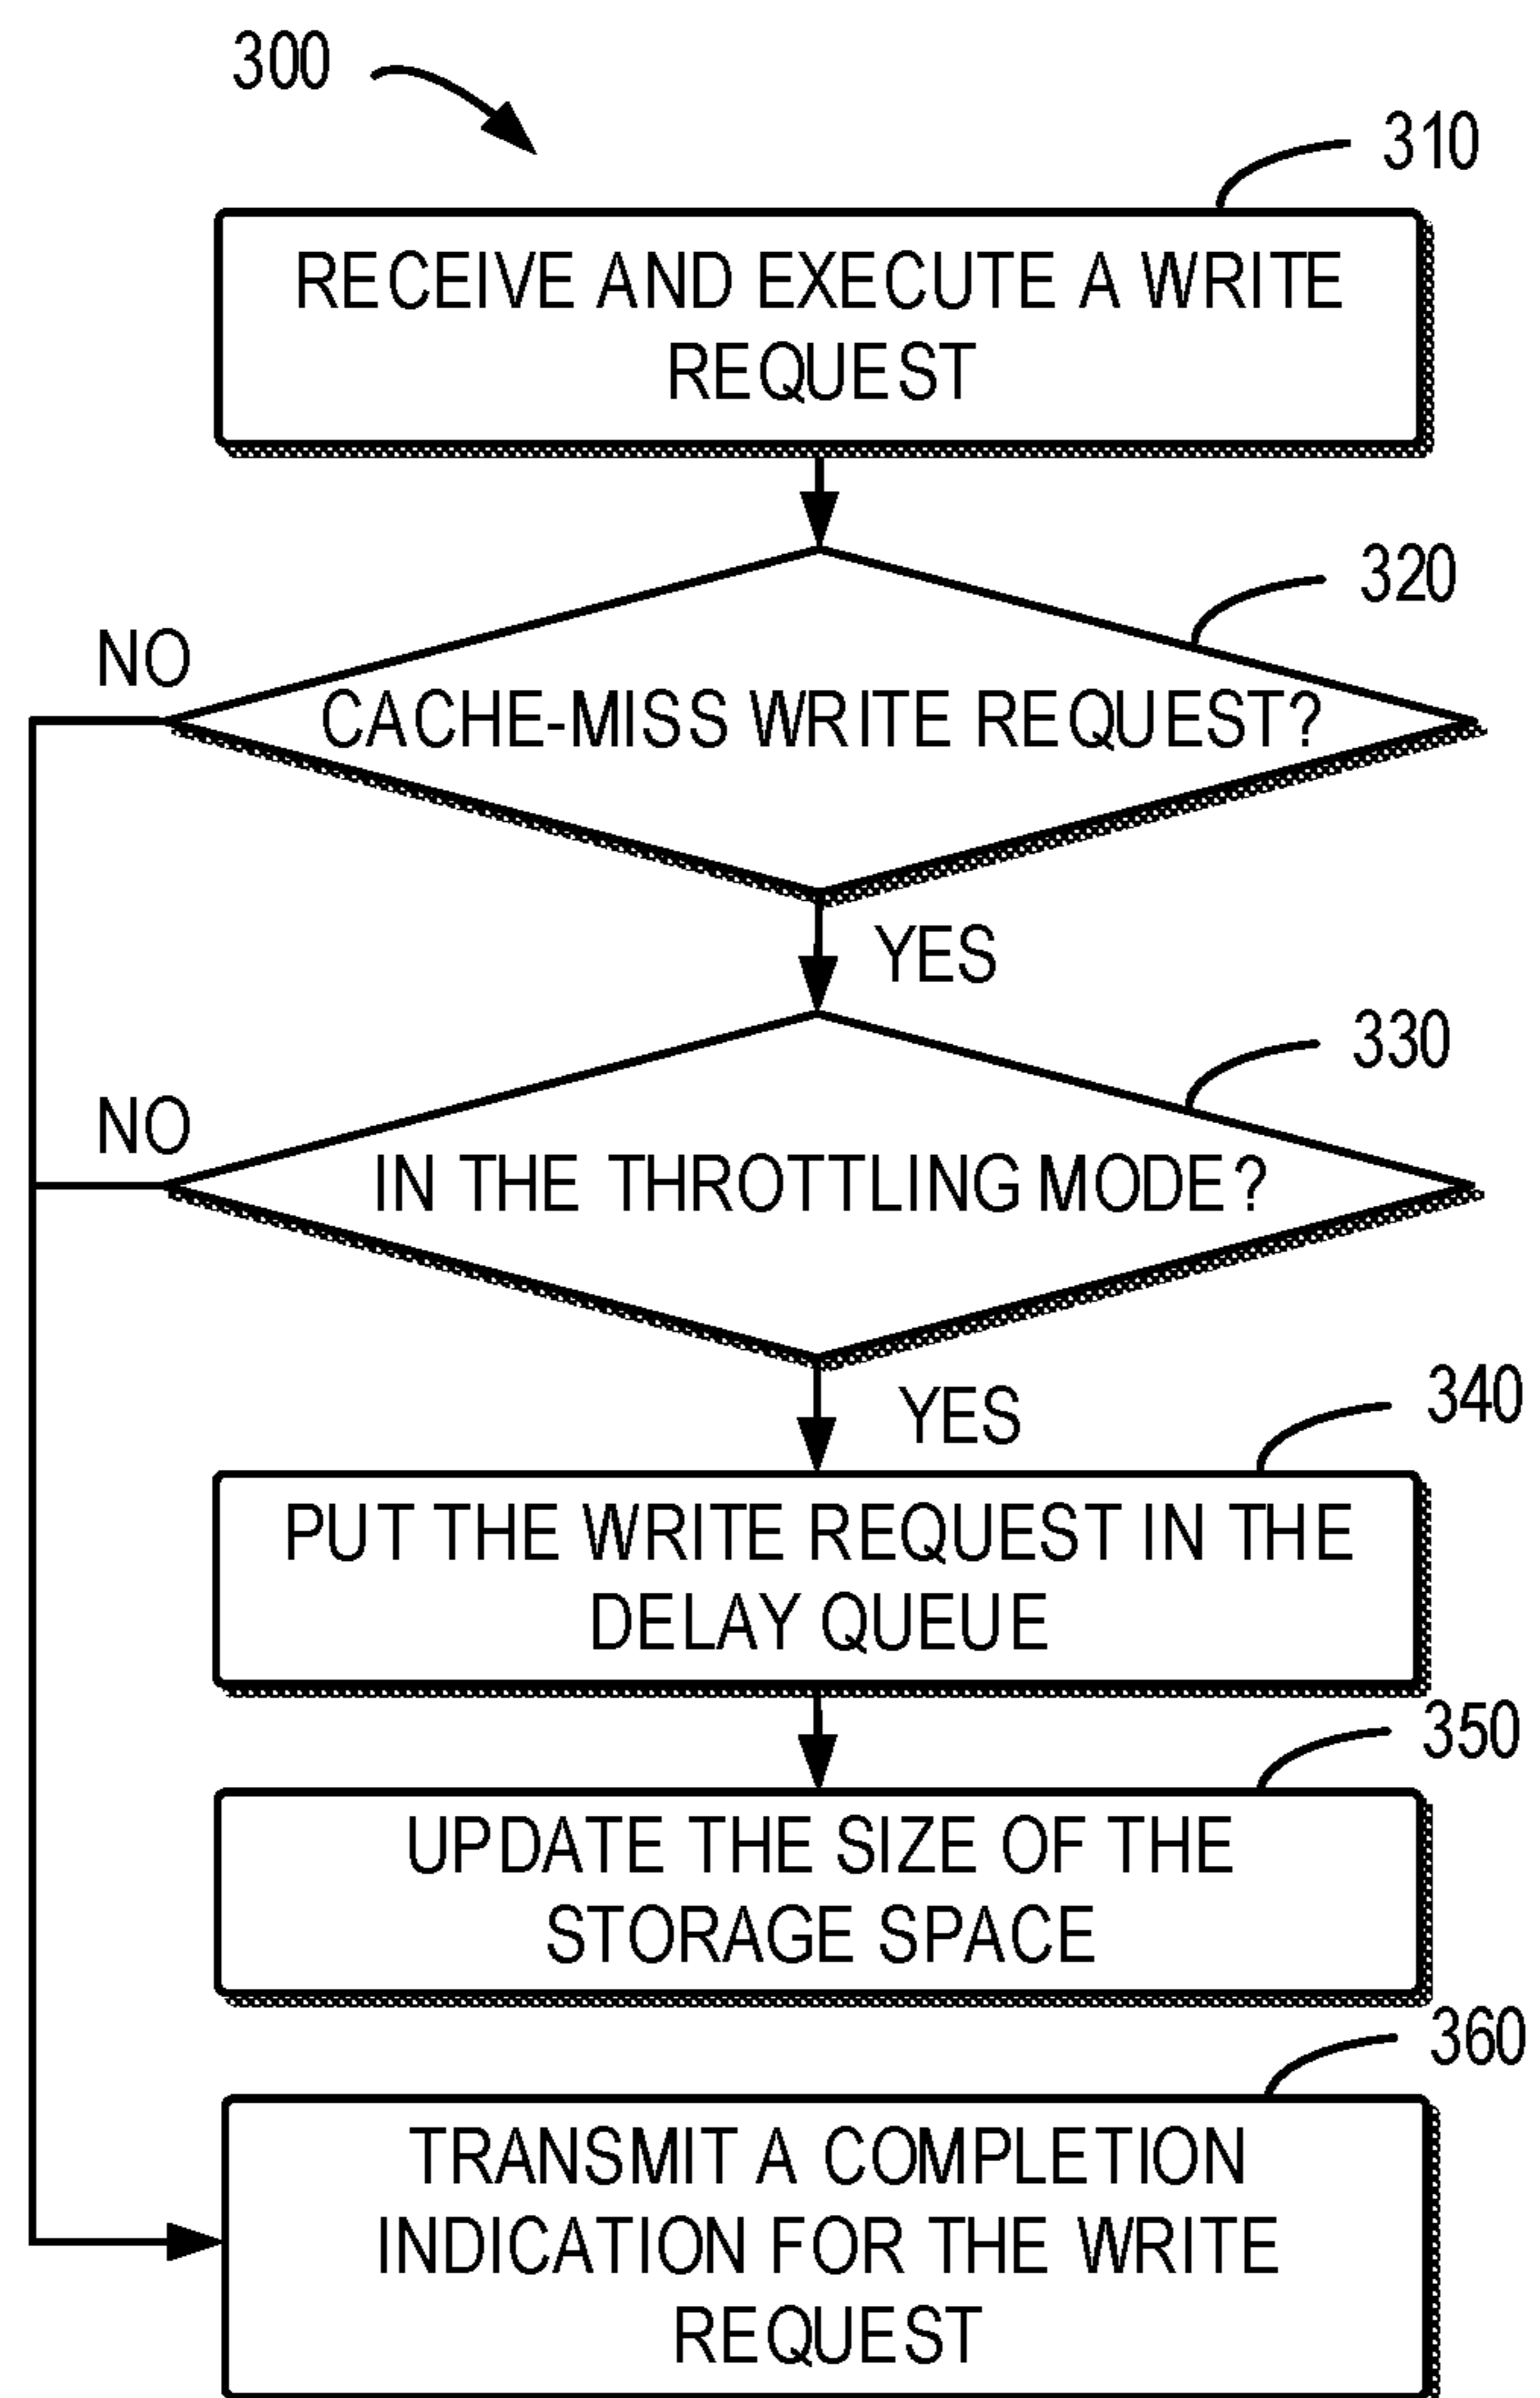 300
310
RECEIVE AND EXECUTE A WRITE
REQUEST
320
NO
CACHE-MISS WRITE REQUEST?
YES
330
NO
IN THE THROTTLING MODE?
YES
340
PUT THE WRITE REQUEST IN THE
DELAY QUEUE
350
UPDATE THE SIZE OF THE
STORAGE SPACE
360
TRANSMIT A COMPLETION
INDICATION FOR THE WRITE
REQUEST